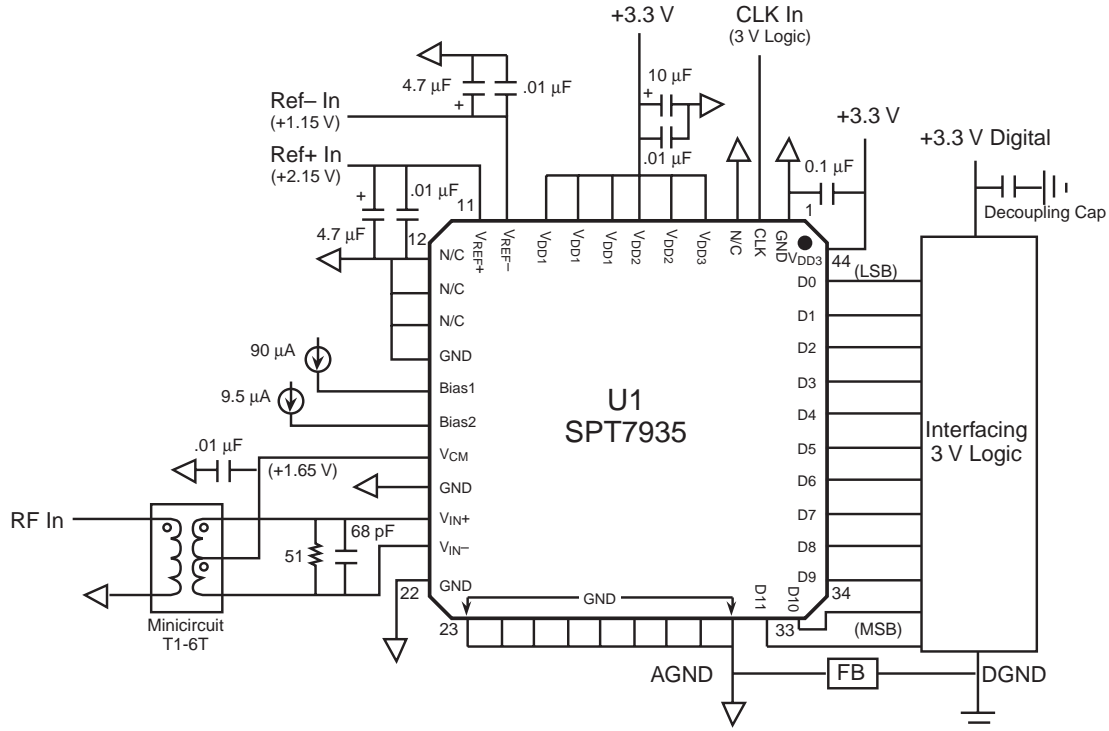 +3.3 V
CLK In
(3 V Logic)
4.7 μF
+
.01 μF
10 μF
+
.01 μF
Ref– In
(+1.15 V)
Ref+ In
(+2.15 V)
+
.01 μF
4.7 μF
+3.3 V
0.1 μF
+3.3 V Digital
Decoupling Cap
11
12
1
44
VREF+
VREF–
VDD1
VDD1
VDD1
VDD2
VDD2
VDD3
N/C
CLK
GND
VDD3
N/C
N/C
N/C
GND
Bias1
Bias2
VCM
GND
VIN+
VIN–
GND
90 μA
9.5 μA
.01 μF
(+1.65 V)
RF In
51
68 pF
Minicircuit
T1-6T
U1
SPT7935
D0
D1
D2
D3
D4
D5
D6
D7
D8
D9
D10
D11
(LSB)
(MSB)
Interfacing
3 V Logic
22
23
GND
33
34
AGND
FB
DGND